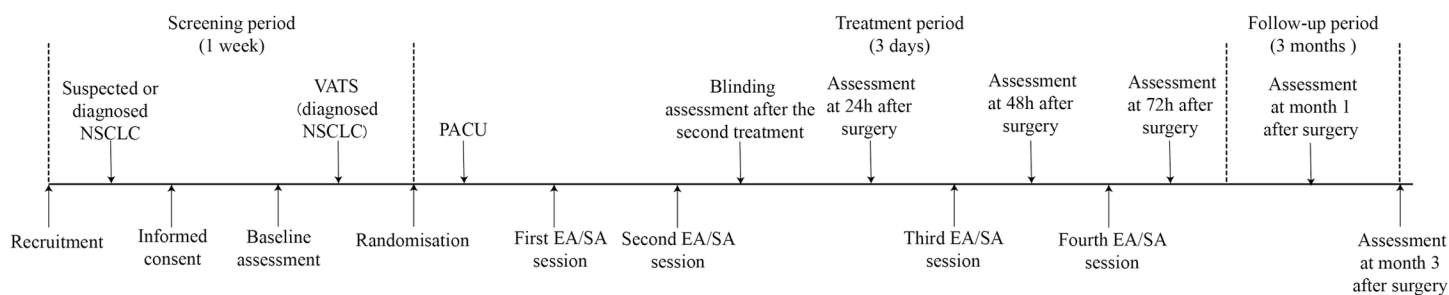 Screening period
(1 week)
Treatment period
(3 days)
Follow-up period
(3 months )
Suspected or
diagnosed
NSCLC
VATS
(diagnosed
NSCLC)
PACU
Blinding
assessment after the
second treatment
Assessment
at 24h after
surgery
Assessment
at 48h after
surgery
Assessment
at 72h after
surgery
Assessment
at month 1
after surgery
Recruitment
Informed
consent
Baseline
assessment
Randomisation
First EA/SA
session
Second EA/SA
session
Third EA/SA
session
Fourth EA/SA
session
Assessment
at month 3
after surgery